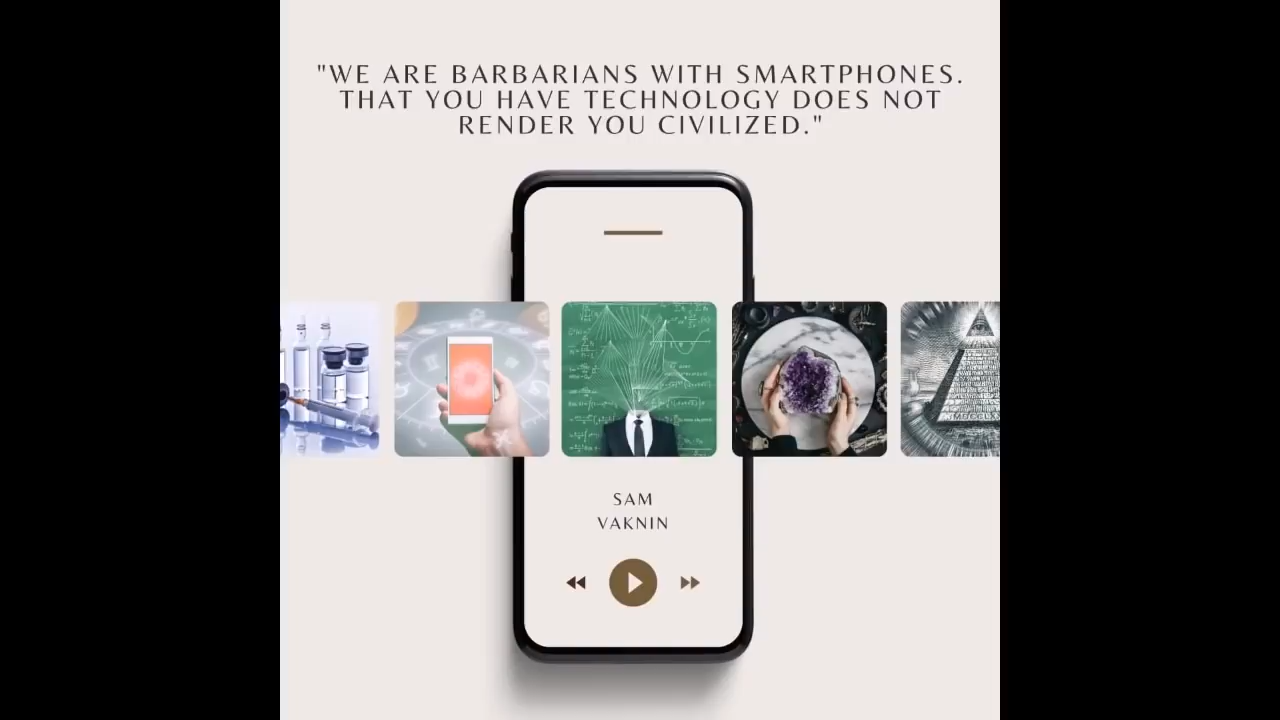 "WE ARE BARBARIANS WITH SMARTPHONES.
THAT YOU HAVE TECHNOLOGY DOES NOT
RENDER YOU CIVILIZED."
SAM
VAKNIN